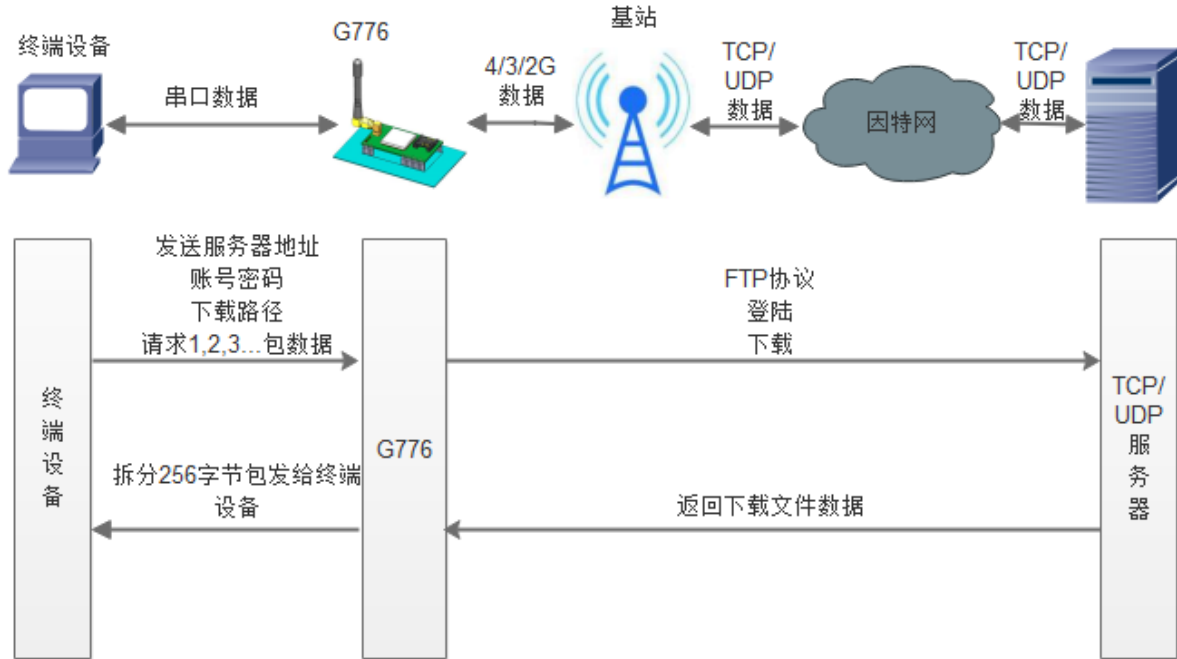 终端设备
G776
基站
串口数据
4/3/2G
数据
TCP/
UDP
数据
因特网
TCP/
UDP
数据
发送服务器地址
账号密码
下载路径
请求1,2,3...包数据
FTP协议
登陆
下载
终
端
设
备
G776
TCP/
UDP
服
务
器
拆分256字节包发给终端
设备
返回下载文件数据